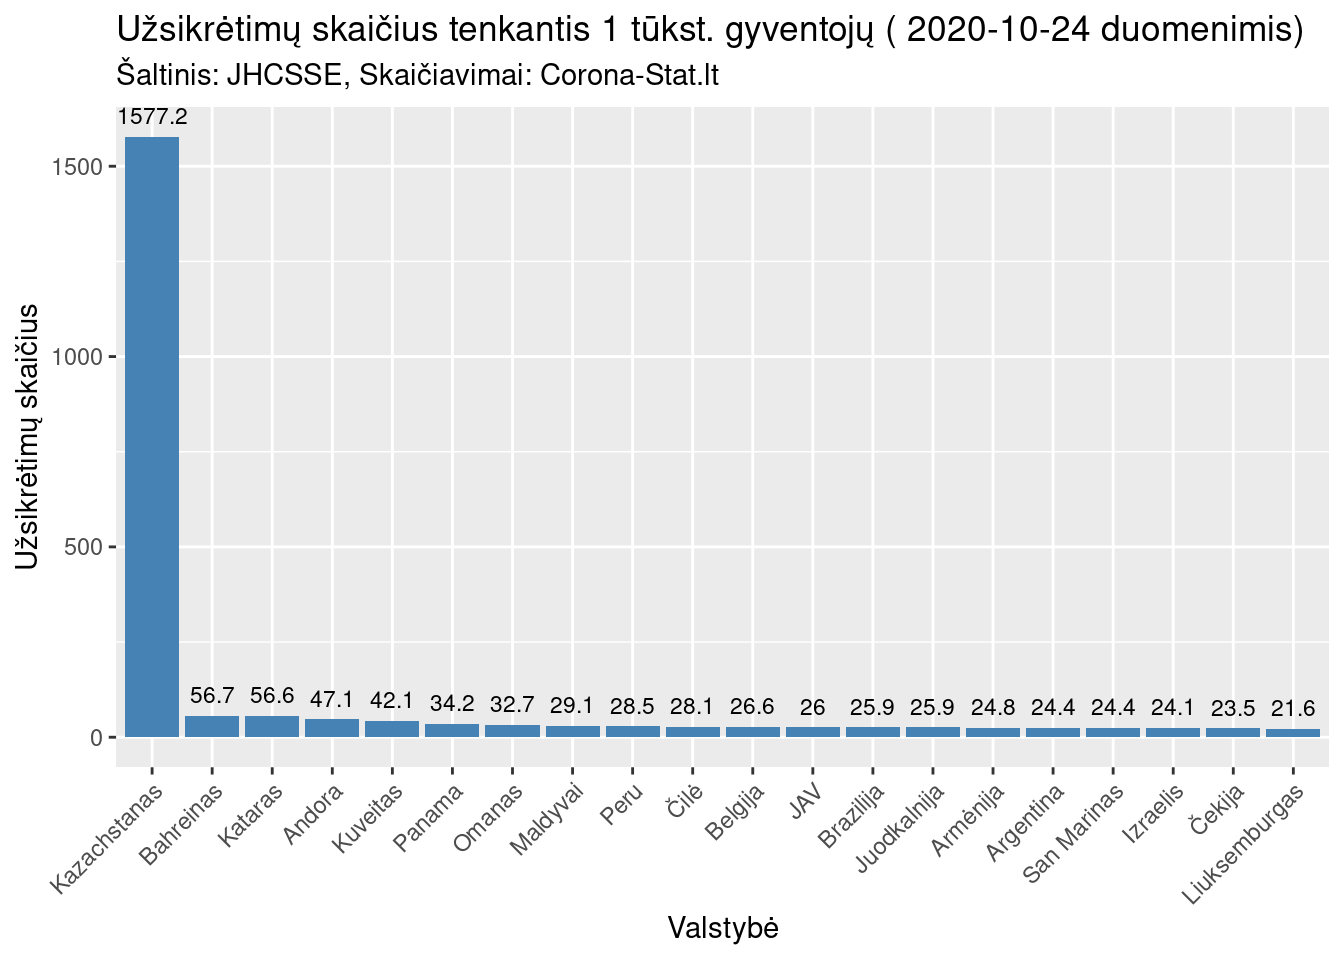 Užsikrėtimų skaičius tenkantis 1 tūkst. gyventojų ( 2020-10-24 duomenimis)
Šaltinis: JHCSSE, Skaičiavimai: Corona-Stat.lt
Užsikrėtimų skaičius
1500
1000
500
0
1577.2
56.7
56.6
47.1
42.1
34.2
32.7
29.1
28.5
28.1
26.6
26
25.9
25.9
24.8
24.4
24.4
24.1
23.5
21.6
Kazachstanas
Bahreinas
Kataras
Andora
Kuveitas
Panama
Omanas
Maldyvai
Peru
Čilė
Belgija
JAV
Brazilija
Juodkalnija
Armėnija
Argentina
San Marinas
Izraelis
Čekija
Liuksemburgas
Valstybė